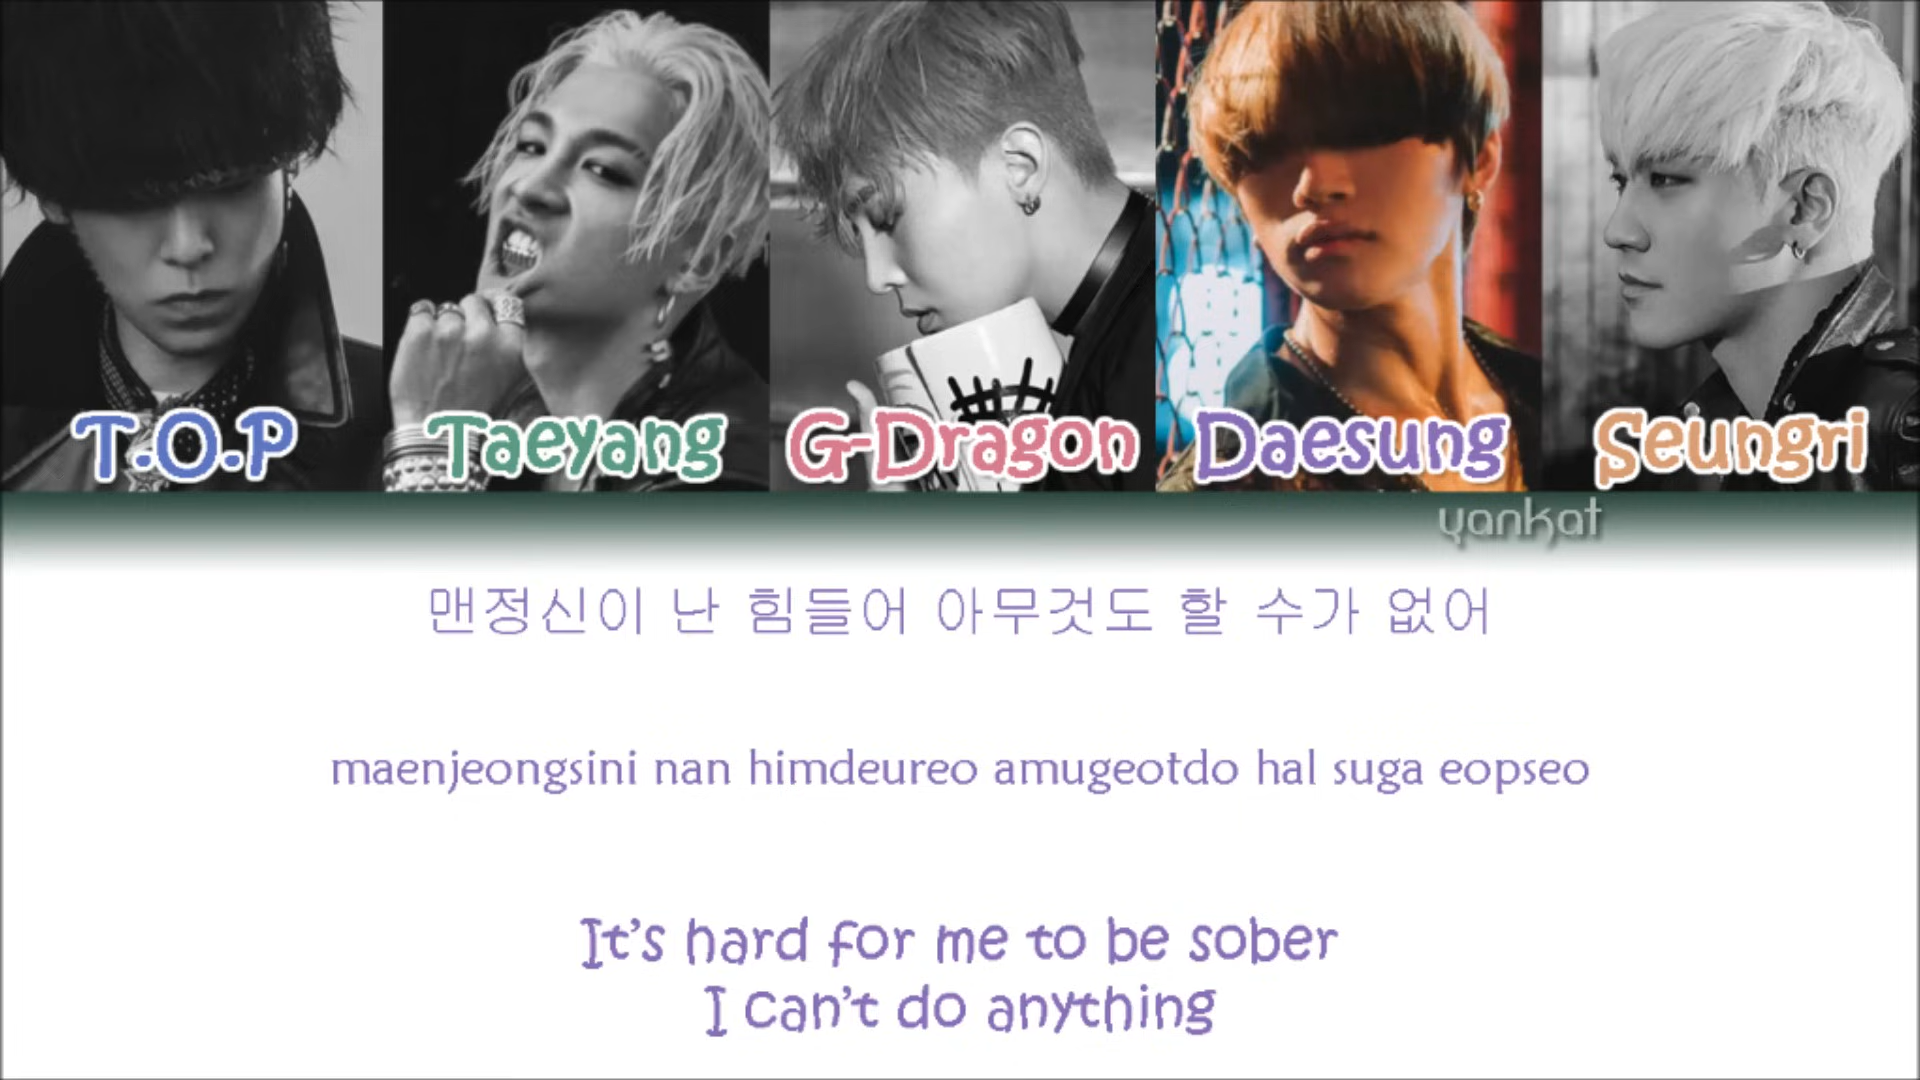 T.O.P
Taeyang
G-Dragon
Daesung
Seungri
yankat
맨정신이 난 힘들어 아무것도 할 수가 없어
maenjeongsini nan himdeureo amugeotdo hal suga eopseo
It's hard for me to be sober
I can't do anything